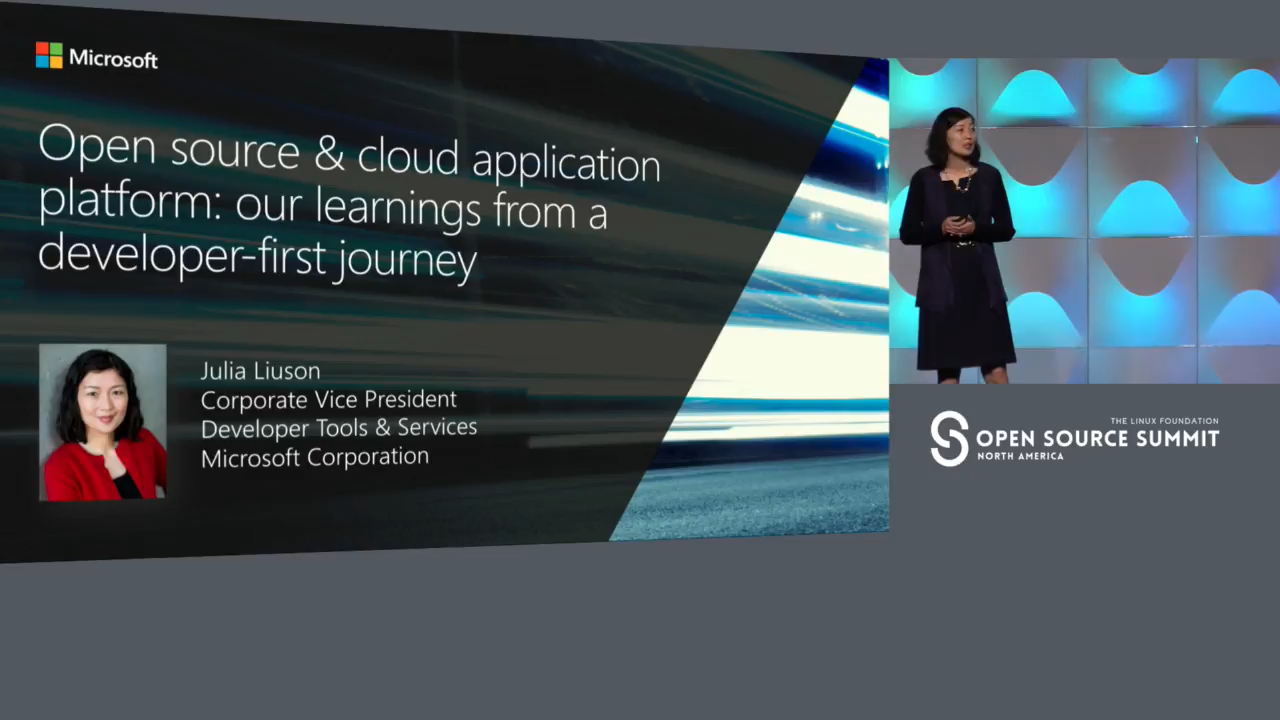 Microsoft
Open source & cloud application
platform: our learnings from a
developer-first journey
Julia Liuson
Corporate Vice President
Developer Tools & Services
Microsoft Corporation
THE LINUX FOUNDATION
OPEN SOURCE SUMMIT
NORTH AMERICA